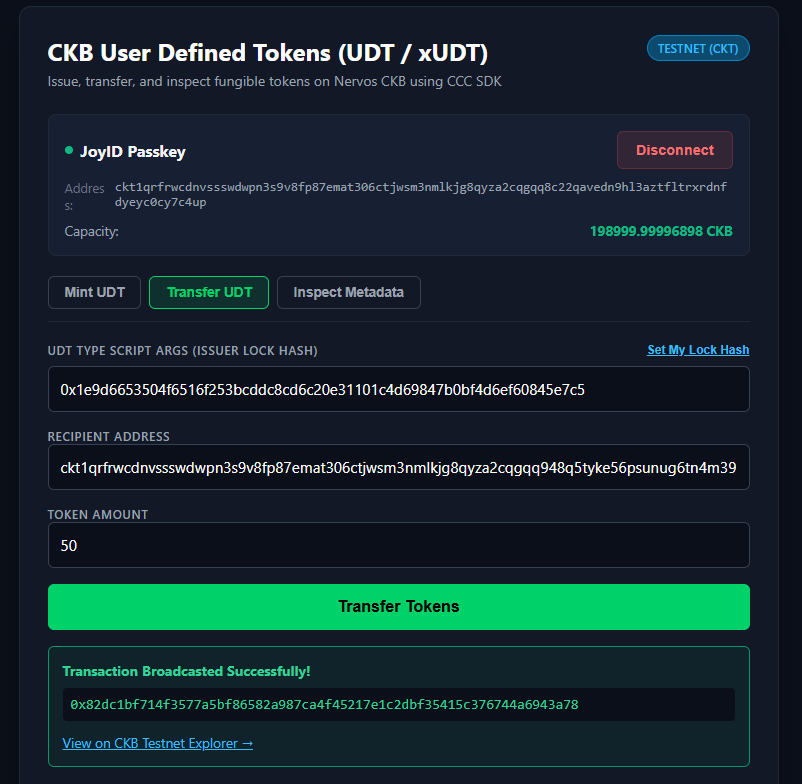 CKB User Defined Tokens (UDT / xUDT)
TESTNET (CKT)
Issue, transfer, and inspect fungible tokens on Nervos CKB using CCC SDK
JoyID Passkey
Disconnect
Addres
s:
ckt1qrfrwcdnvssswdwpn3s9v8fp87emat306ctjwsm3nmlkjg8qyza2cqgqq8c22qavedn9hl3aztfltrxrdnf
dyeyc0cy7c4up
Capacity:
198999.99996898 CKB
Mint UDT
Transfer UDT
Inspect Metadata
UDT TYPE SCRIPT ARGS (ISSUER LOCK HASH)
Set My Lock Hash
0x1e9d6653504f6516f253bcddc8cd6c20e31101c4d69847b0bf4d6ef60845e7c5
RECIPIENT ADDRESS
ckt1qrfrwcdnvssswdwpn3s9v8fp87emat306ctjwsm3nmlkjg8qyza2cqgqq948q5tyke56psunug6tn4m39
TOKEN AMOUNT
50
Transfer Tokens
Transaction Broadcasted Successfully!
0x82dc1bf714f3577a5bf86582a987ca4f45217e1c2dbf35415c376744a6943a78
View on CKB Testnet Explorer →